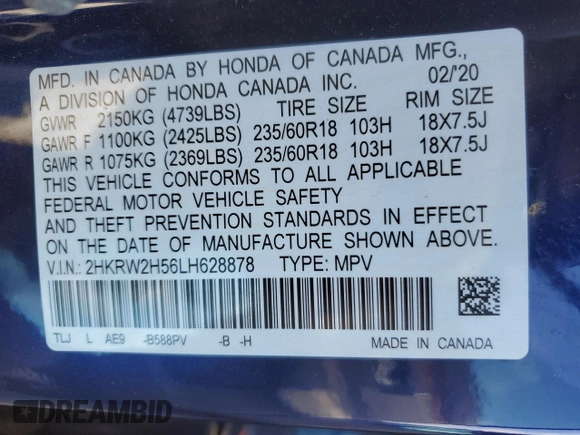 MFD. IN CANADA BY HONDA OF CANADA MFG.,
A DIVISION OF HONDA CANADA INC. 02/'20
GVWR 2150KG (4739LBS) TIRE SIZE RIM SIZE
GAWR F 1100KG (2425LBS) 235/60R18 103H 18X7.5J
GAWR R 1075KG (2369LBS) 235/60R18 103H 18X7.5J
THIS VEHICLE CONFORMS TO ALL APPLICABLE
FEDERAL MOTOR VEHICLE SAFETY
AND THEFT PREVENTION STANDARDS IN EFFECT
ON THE DATE OF MANUFACTURE SHOWN ABOVE.
V.I.N.: 2HKRW2H56LH628878 TYPE: MPV
TLJ L AE9 -B588PV -B -H
MADE IN CANADA
DREAMBID